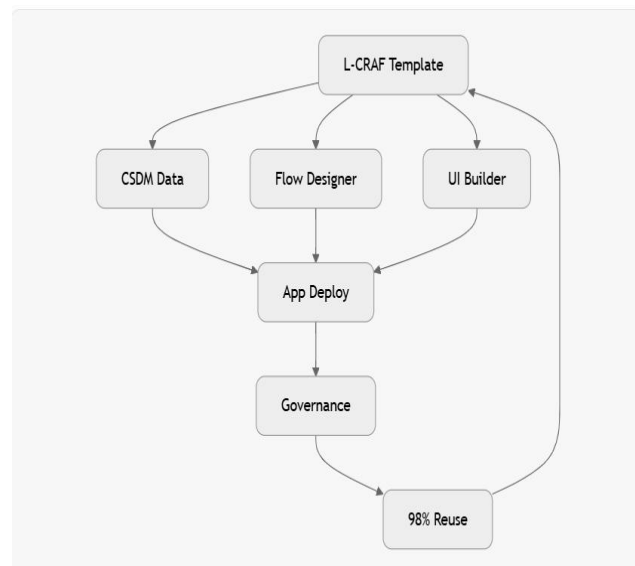 L-CRAF Template
CSDM Data
Flow Designer
UI Builder
App Deploy
Governance
98% Reuse